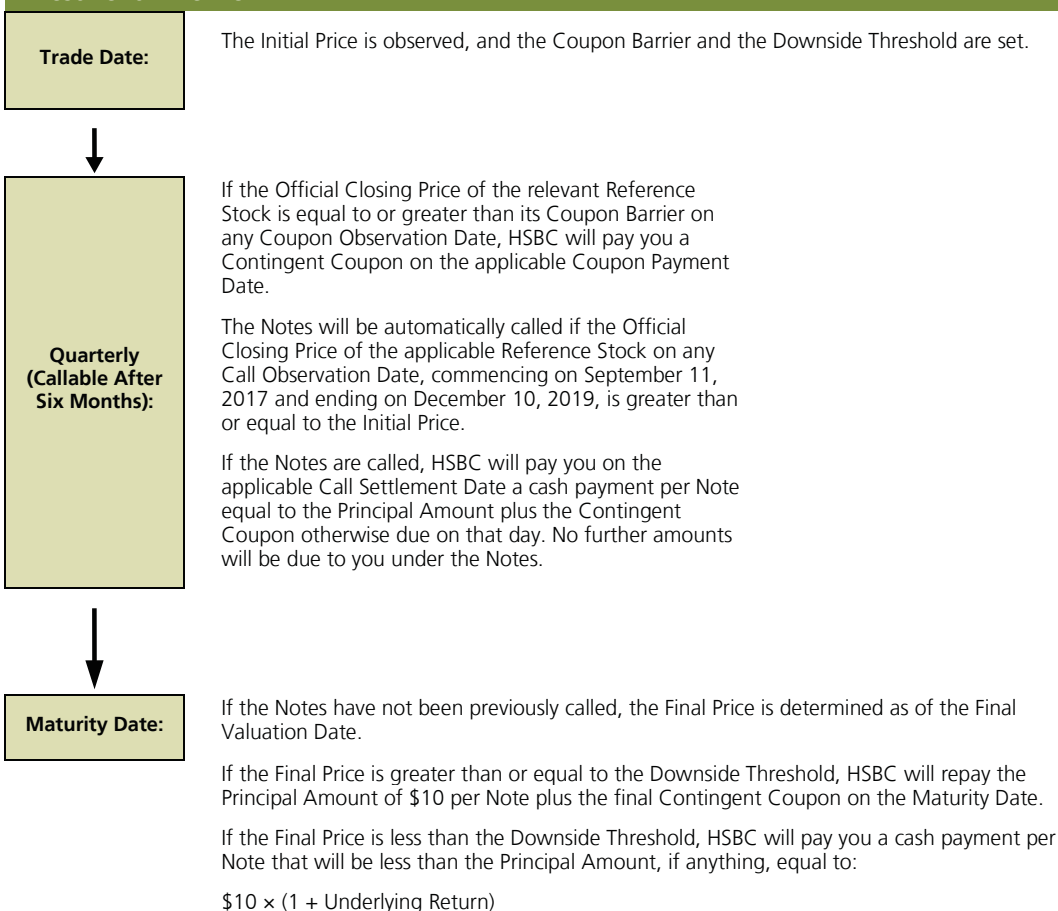 Trade Date:
The Initial Price is observed, and the Coupon Barrier and the Downside Threshold are set.
Quarterly
(Callable After
Six Months):
If the Official Closing Price of the relevant Reference
Stock is equal to or greater than its Coupon Barrier on
any Coupon Observation Date, HSBC will pay you a
Contingent Coupon on the applicable Coupon Payment
Date.
The Notes will be automatically called if the Official
Closing Price of the applicable Reference Stock on any
Call Observation Date, commencing on September 11,
2017 and ending on December 10, 2019, is greater than
or equal to the Initial Price.
If the Notes are called, HSBC will pay you on the
applicable Call Settlement Date a cash payment per Note
equal to the Principal Amount plus the Contingent
Coupon otherwise due on that day. No further amounts
will be due to you under the Notes.
Maturity Date:
If the Notes have not been previously called, the Final Price is determined as of the Final
Valuation Date.
If the Final Price is greater than or equal to the Downside Threshold, HSBC will repay the
Principal Amount of $10 per Note plus the final Contingent Coupon on the Maturity Date.
If the Final Price is less than the Downside Threshold, HSBC will pay you a cash payment per
Note that will be less than the Principal Amount, if anything, equal to:
$10 × (1 + Underlying Return)